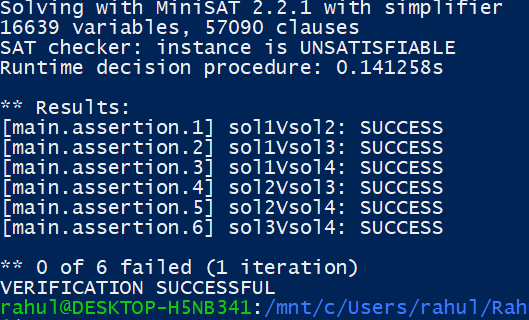 Solving with MiniSAT 2.2.1 with simplifier
16639 variables, 57090 clauses
SAT checker: instance is UNSATISFIABLE
Runtime decision procedure: 0.141258s
** Results:
[main.assertion.1] sol1Vsol2: SUCCESS
[main.assertion.2] sol1Vsol3: SUCCESS
[main.assertion.3] sol1Vsol4: SUCCESS
[main.assertion.4] sol2Vsol3: SUCCESS
[main.assertion.5] sol2Vsol4: SUCCESS
[main.assertion.6] sol3Vsol4: SUCCESS
** 0 of 6 failed (1 iteration)
VERIFICATION SUCCESSFUL
rahul@DESKTOP-H5NB341:/mnt/c/Users/rahul/Rah